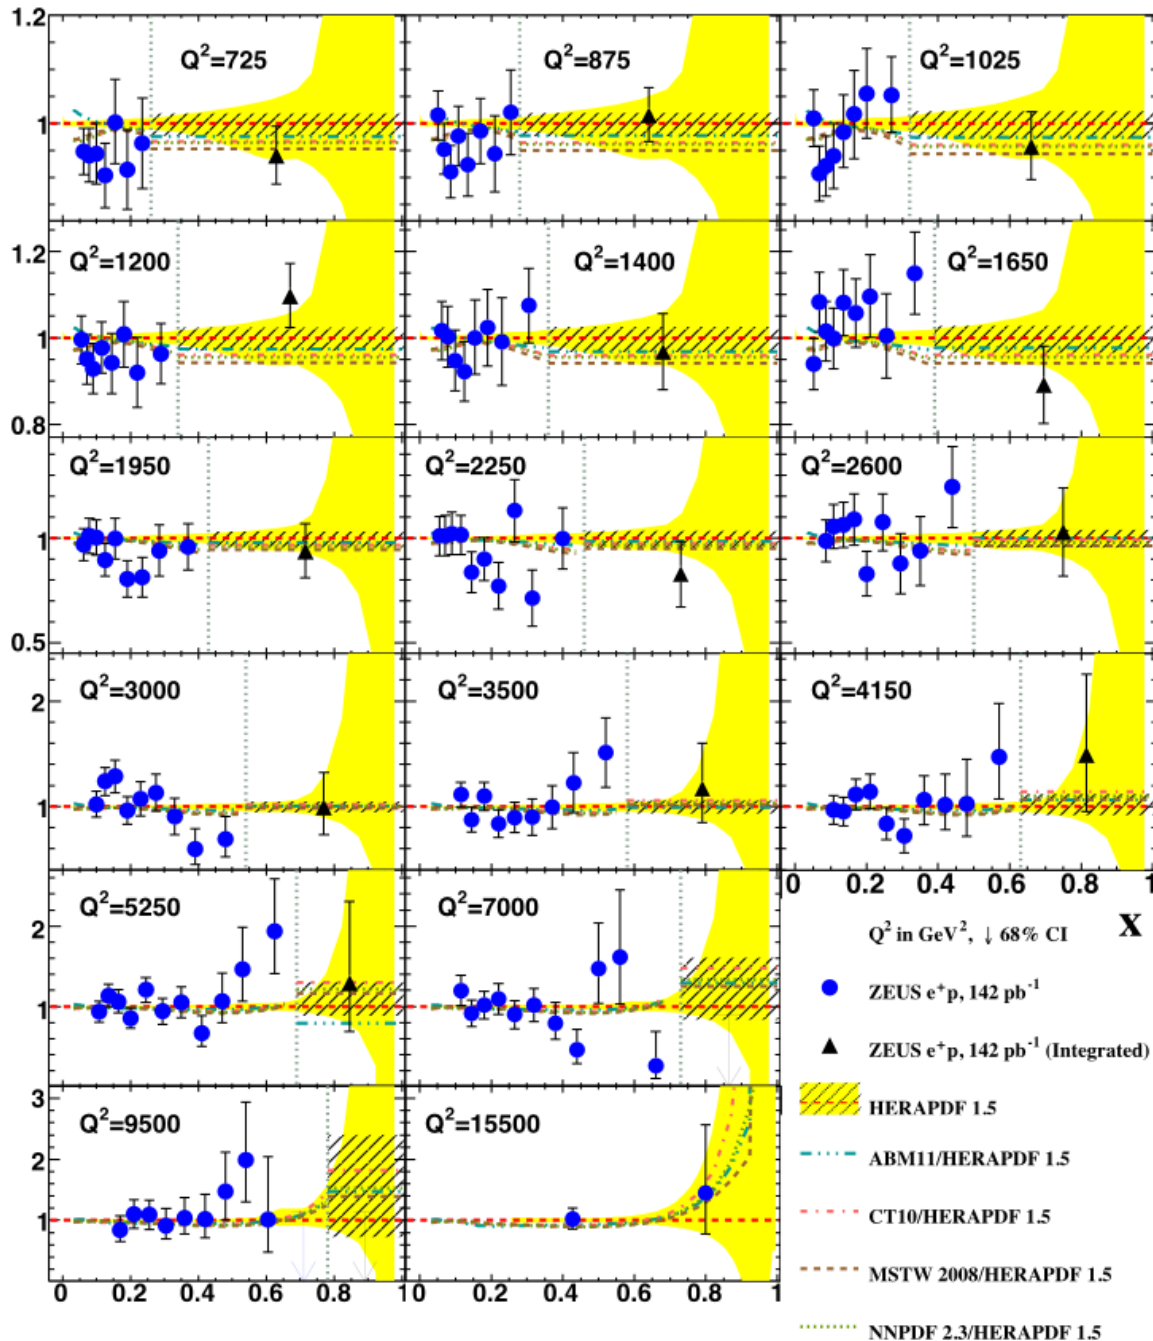 1.2
Q²=725
Q²=875
Q²=1025
1
1.2
Q²=1200
Q²=1400
Q²=1650
1
0.8
Q²=1950
Q²=2250
Q²=2600
1
0.5
Q²=3000
Q²=3500
Q²=4150
2
1
0 0.2 0.4 0.6 0.8 1
Q²=5250
Q²=7000
2
1
Q² in GeV², ↓ 68% CI
x
ZEUS e⁺p, 142 pb⁻¹
ZEUS e⁺p, 142 pb⁻¹ (Integrated)
3
Q²=9500
Q²=15500
2
1
HERAPDF 1.5
ABM11/HERAPDF 1.5
CT10/HERAPDF 1.5
MSTW 2008/HERAPDF 1.5
NNPDF 2.3/HERAPDF 1.5
0 0.2 0.4 0.6 0.8 0 0.2 0.4 0.6 0.8 1